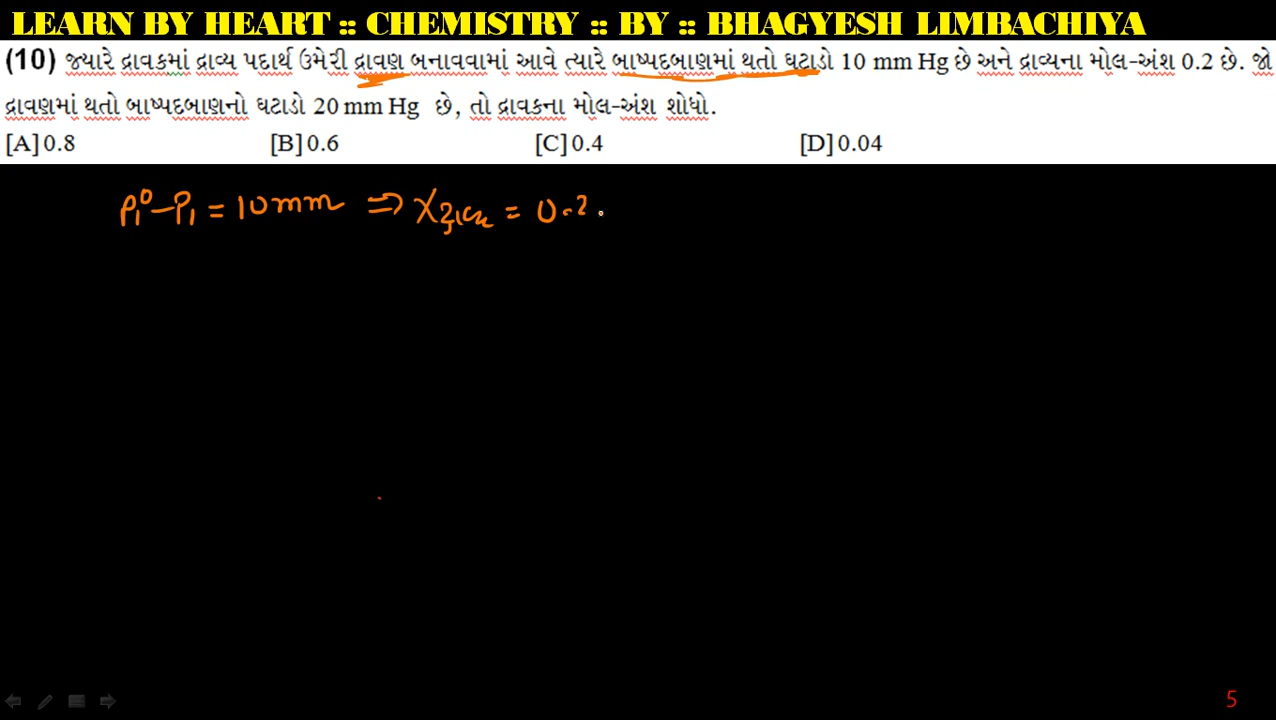 LEARN BY HEART :: CHEMISTRY :: BY :: BHAGYESH LIMBACHIYA
(10) જ્યારે દ્રાવકમાં દ્રાવ્ય પદાર્થ ઉમેરી દ્રાવણ બનાવવામાં આવે ત્યારે બાષ્પદબાણમાં થતો ઘટાડો 10 mm Hg છે અને દ્રાવ્યના મોલ-અંશ 0.2 છે. જો
દ્રાવણમાં થતો બાષ્પદબાણનો ઘટાડો 20 mm Hg છે, તો દ્રાવકના મોલ-અંશ શોધો.
[A] 0.8 [B] 0.6 [C] 0.4 [D] 0.04
P₁⁰ – P₁ = 10 mm ⇒ X = 0.2
5